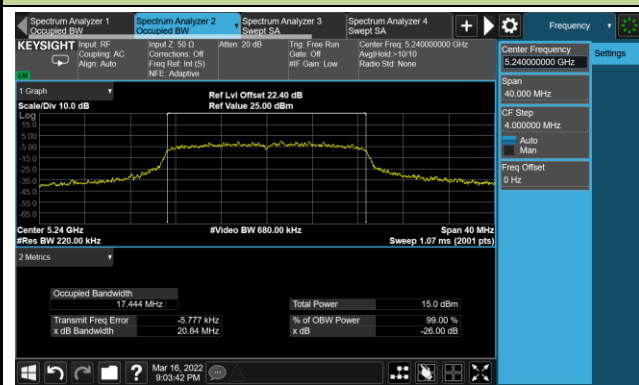 Spectrum Analyzer 1
Occupied BW
Spectrum Analyzer 2
Occupied BW
Spectrum Analyzer 3
Swept SA
Spectrum Analyzer 4
Swept SA
Frequency
KEYSIGHT
Input: RF
Coupling: AC
Align: Auto
Input Z: 50 Ω
Corrections: Off
Freq Ref: Int (S)
NFE: Adaptive
Atten: 20 dB
Trig: Free Run
Gate: Off
#IF Gain: Low
Center Freq: 5.240000000 GHz
Avg|Hold:>10/10
Radio Std: None
Center Frequency
5.240000000 GHz
Settings
Span
40.000 MHz
CF Step
4.000000 MHz
Auto
Man
Freq Offset
0 Hz
1 Graph
Scale/Div 10.0 dB
Ref Lvl Offset 22.40 dB
Ref Value 25.00 dBm
Log
15.0
5.00
-5.00
-15.0
-25.0
-35.0
-45.0
-55.0
-65.0
Center 5.24 GHz
#Res BW 220.00 kHz
#Video BW 680.00 kHz
Span 40 MHz
Sweep 1.07 ms (2001 pts)
2 Metrics
Occupied Bandwidth
17.444 MHz
Total Power 15.0 dBm
Transmit Freq Error -5.777 kHz
% of OBW Power 99.00 %
x dB Bandwidth 20.84 MHz
x dB -26.00 dB
?
Mar 16, 2022
9:03:42 PM